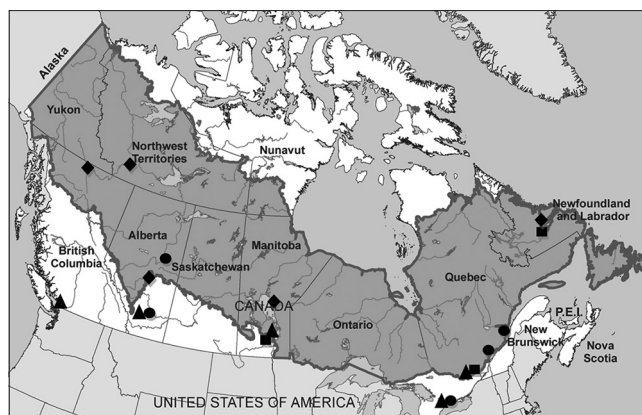 Alaska
Yukon
Northwest
Territories
Nunavut
Newfoundland
and Labrador
British
Columbia
Alberta
Saskatchewan
Manitoba
Quebec
CANADA
Ontario
P.E.I.
New
Brunswick
Nova
Scotia
UNITED STATES OF AMERICA